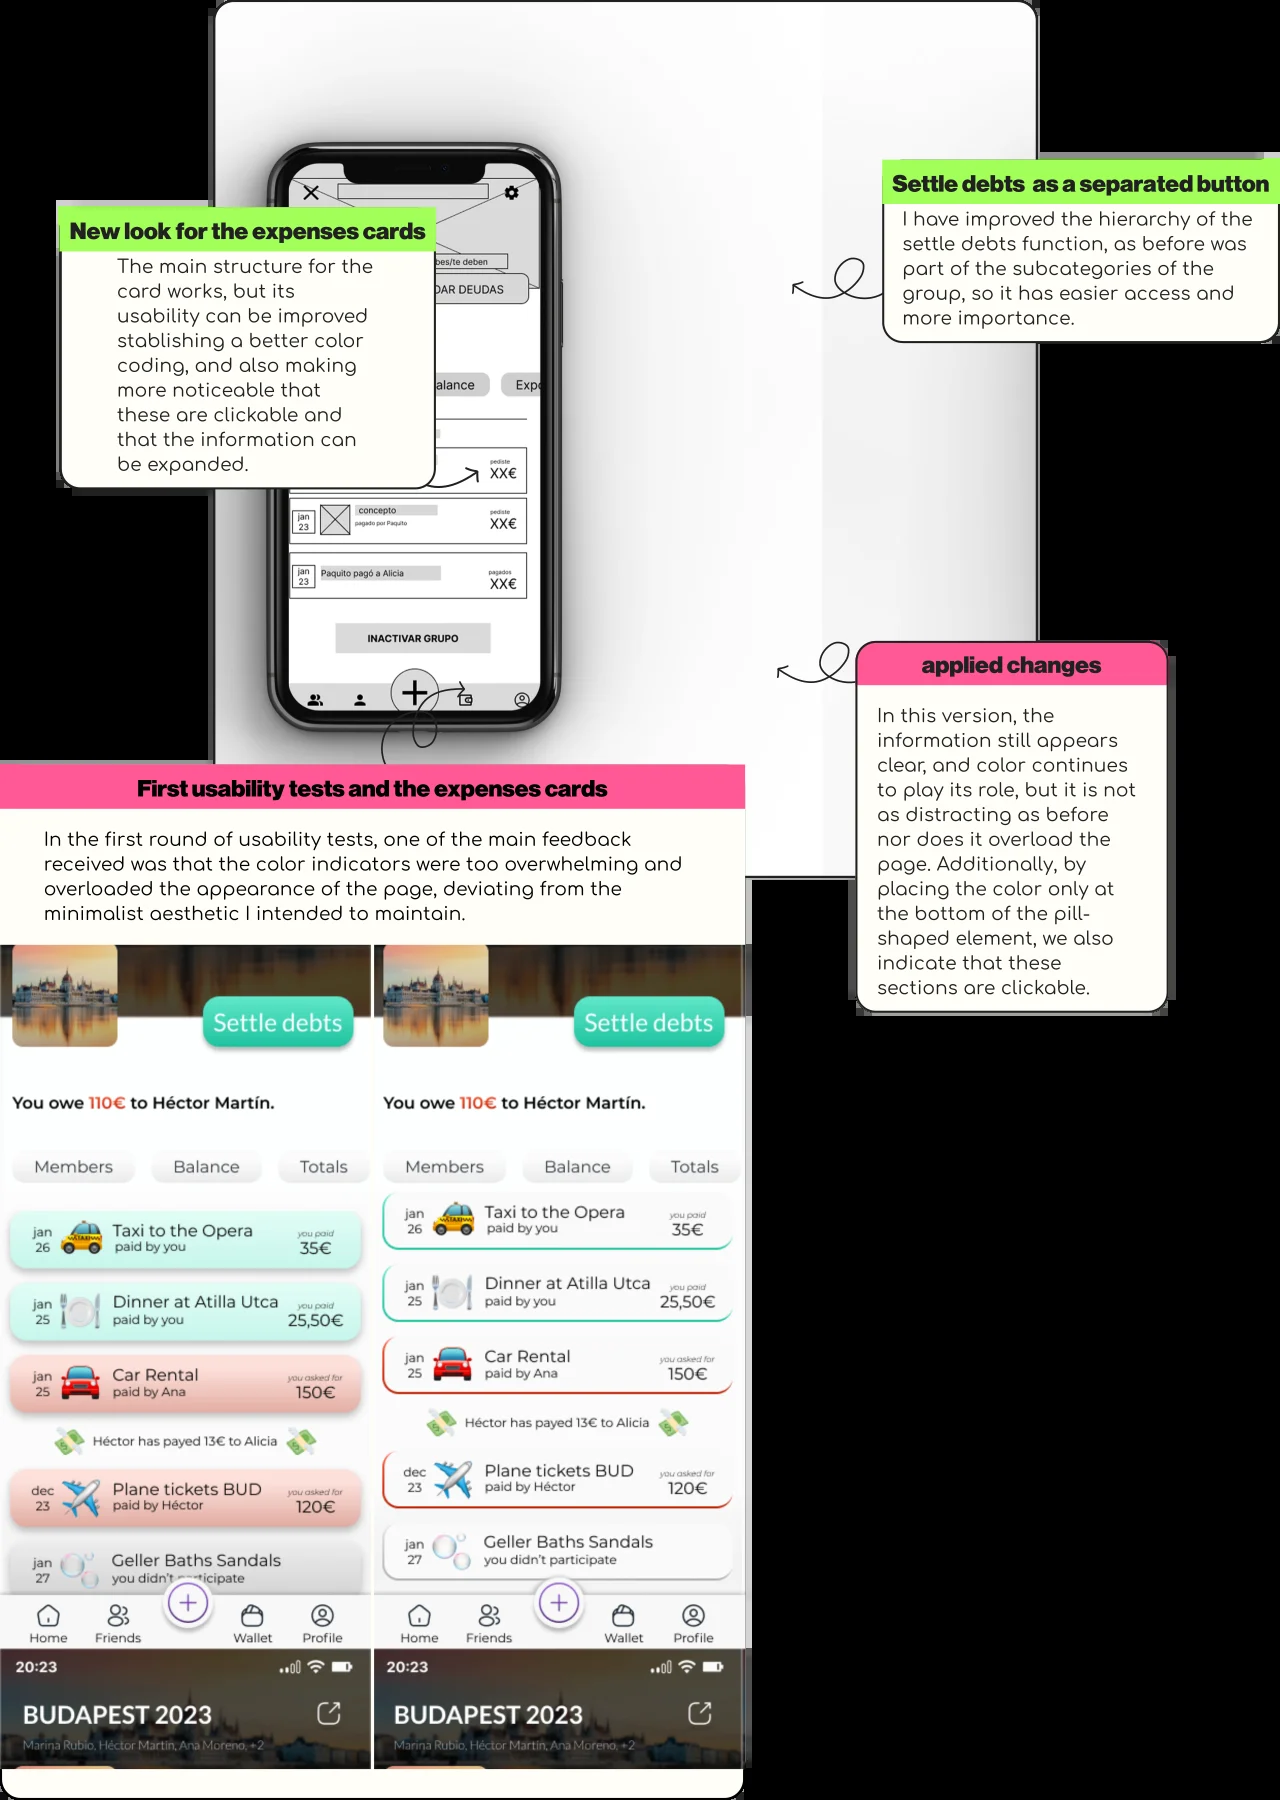 Settle debts as a separated button
I have improved the hierarchy of the
settle debts function, as before was
part of the subcategories of the
group, so it has easier access and
more importance.
New look for the expenses cards
The main structure for the
card works, but its
usability can be improved
stablishing a better color
coding, and also making
more noticeable that
these are clickable and
that the information can
be expanded.
bes/te deben
DAR DEUDAS
alance
Expo
pediste
XX€
jan
23
concepto
pagado por Paquito
pediste
XX€
jan
23
Paquito pagó a Alicia
pagados
XX€
INACTIVAR GRUPO
applied changes
In this version, the
information still appears
clear, and color continues
to play its role, but it is not
as distracting as before
nor does it overload the
page. Additionally, by
placing the color only at
the bottom of the pill-
shaped element, we also
indicate that these
sections are clickable.
First usability tests and the expenses cards
In the first round of usability tests, one of the main feedback
received was that the color indicators were too overwhelming and
overloaded the appearance of the page, deviating from the
minimalist aesthetic I intended to maintain.
Settle debts
You owe 110€ to Héctor Martín.
Members Balance Totals
jan
26
TAXI
Taxi to the Opera
paid by you
you paid
35€
jan
25
Dinner at Atilla Utca
paid by you
you paid
25,50€
jan
25
Car Rental
paid by Ana
you asked for
150€
Héctor has payed 13€ to Alicia
dec
23
Plane tickets BUD
paid by Héctor
you asked for
120€
jan
27
Geller Baths Sandals
you didn't participate
Home Friends Wallet Profile
20:23
BUDAPEST 2023
Marina Rubio, Héctor Martín, Ana Moreno, +2
Settle debts
You owe 110€ to Héctor Martín.
Members Balance Totals
jan
26
TAXI
Taxi to the Opera
paid by you
you paid
35€
jan
25
Dinner at Atilla Utca
paid by you
you paid
25,50€
jan
25
Car Rental
paid by Ana
you asked for
150€
Héctor has payed 13€ to Alicia
dec
23
Plane tickets BUD
paid by Héctor
you asked for
120€
jan
27
Geller Baths Sandals
you didn't participate
Home Friends Wallet Profile
20:23
BUDAPEST 2023
Marina Rubio, Héctor Martín, Ana Moreno, +2